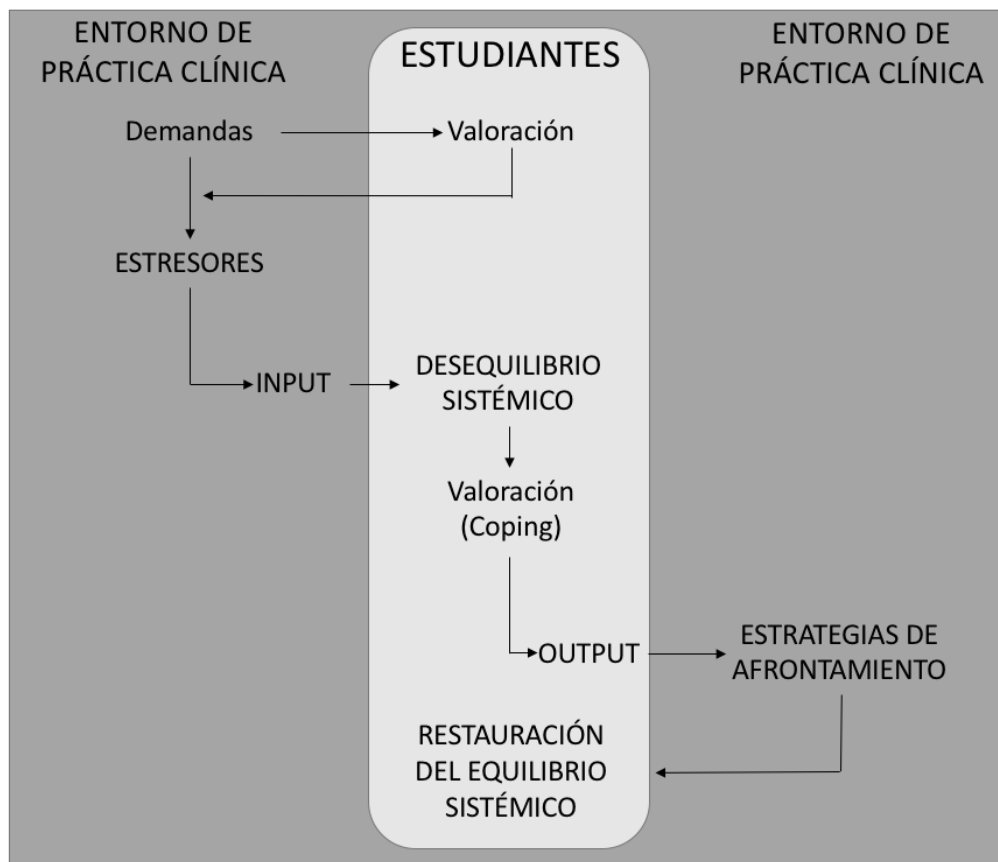 ENTORNO DE
PRÁCTICA CLÍNICA
ESTUDIANTES
ENTORNO DE
PRÁCTICA CLÍNICA
Demandas
Valoración
ESTRESORES
INPUT
DESEQUILIBRIO
SISTÉMICO
Valoración
(Coping)
OUTPUT
ESTRATEGIAS DE
AFRONTAMIENTO
RESTAURACIÓN
DEL EQUILIBRIO
SISTÉMICO